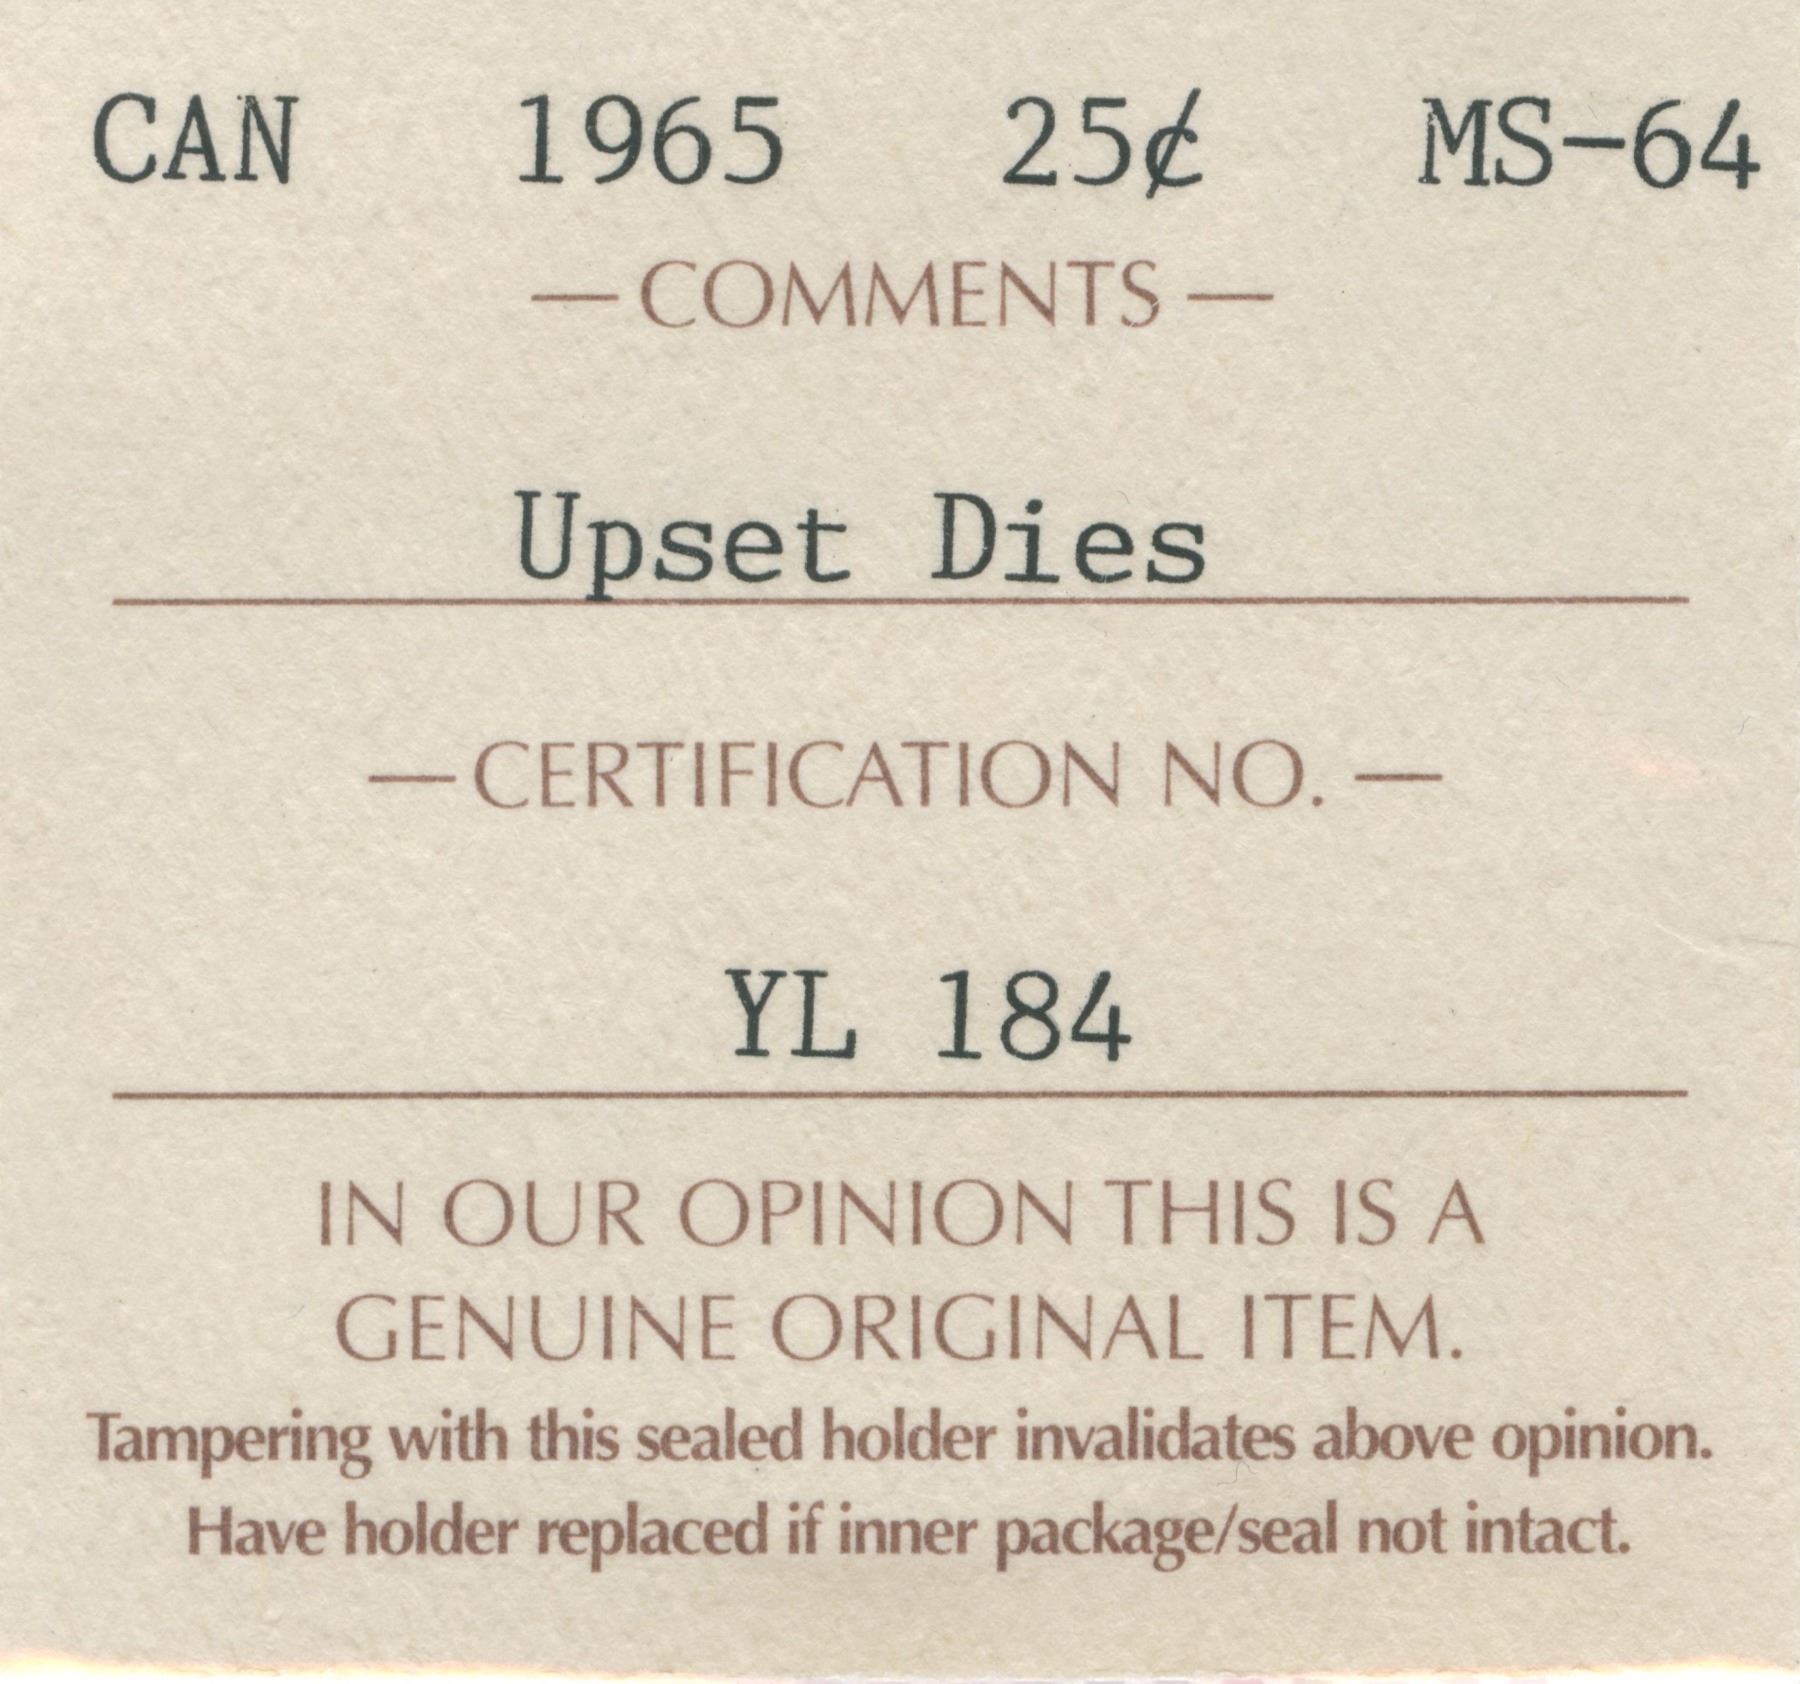 CAN 1965 25¢ MS-64
— COMMENTS —
Upset Dies
— CERTIFICATION NO. —
YL 184
IN OUR OPINION THIS IS A
GENUINE ORIGINAL ITEM.
Tampering with this sealed holder invalidates above opinion.
Have holder replaced if inner package/seal not intact.